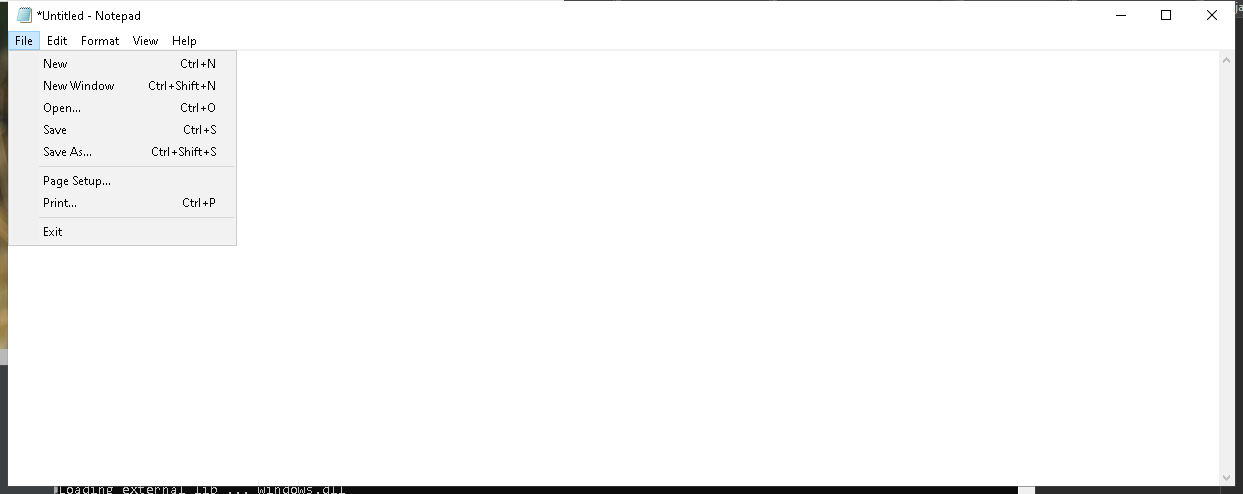 *Untitled - Notepad
File Edit Format View Help
New Ctrl+N
New Window Ctrl+Shift+N
Open... Ctrl+O
Save Ctrl+S
Save As... Ctrl+Shift+S
Page Setup...
Print... Ctrl+P
Exit
Loading external lib ... windows.dll